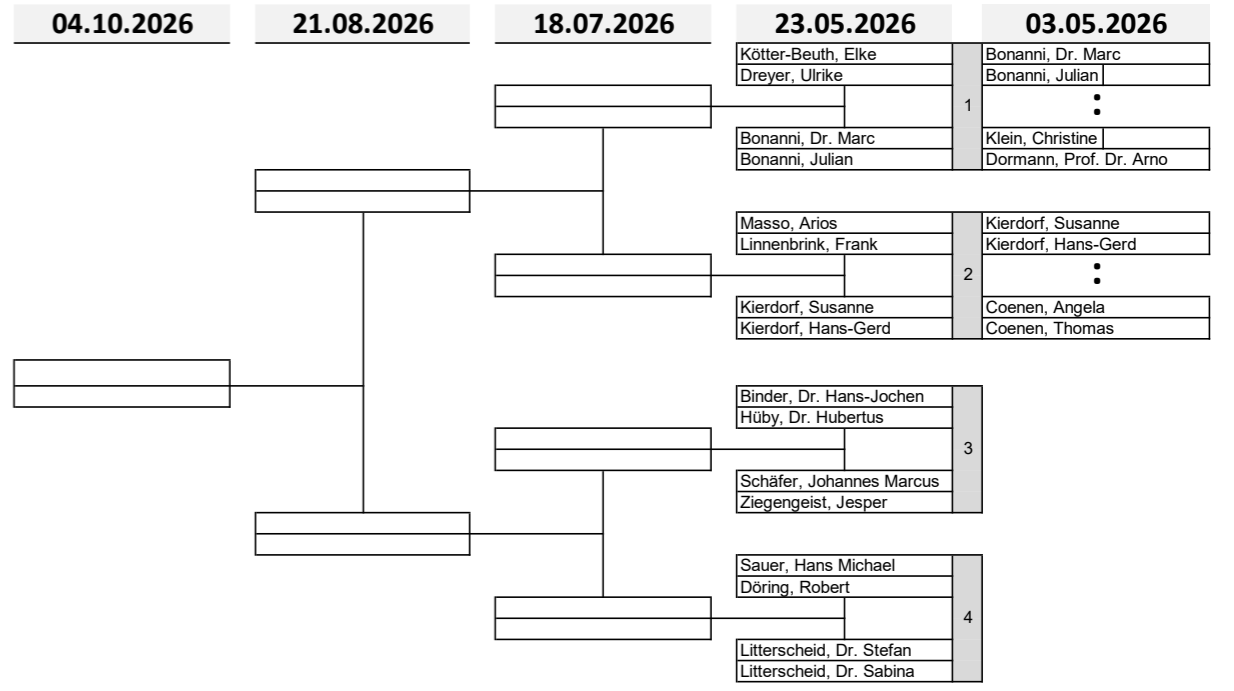 04.10.2026 21.08.2026 18.07.2026 23.05.2026 03.05.2026
Kötter-Beuth, Elke Bonanni, Dr. Marc
Dreyer, Ulrike Bonanni, Julian
1 :
Bonanni, Dr. Marc Klein, Christine
Bonanni, Julian Dormann, Prof. Dr. Arno
Masso, Arios Kierdorf, Susanne
Linnenbrink, Frank Kierdorf, Hans-Gerd
2 :
Kierdorf, Susanne Coenen, Angela
Kierdorf, Hans-Gerd Coenen, Thomas
Binder, Dr. Hans-Jochen
Hüby, Dr. Hubertus
3
Schäfer, Johannes Marcus
Ziegengeist, Jesper
Sauer, Hans Michael
Döring, Robert
4
Litterscheid, Dr. Stefan
Litterscheid, Dr. Sabina